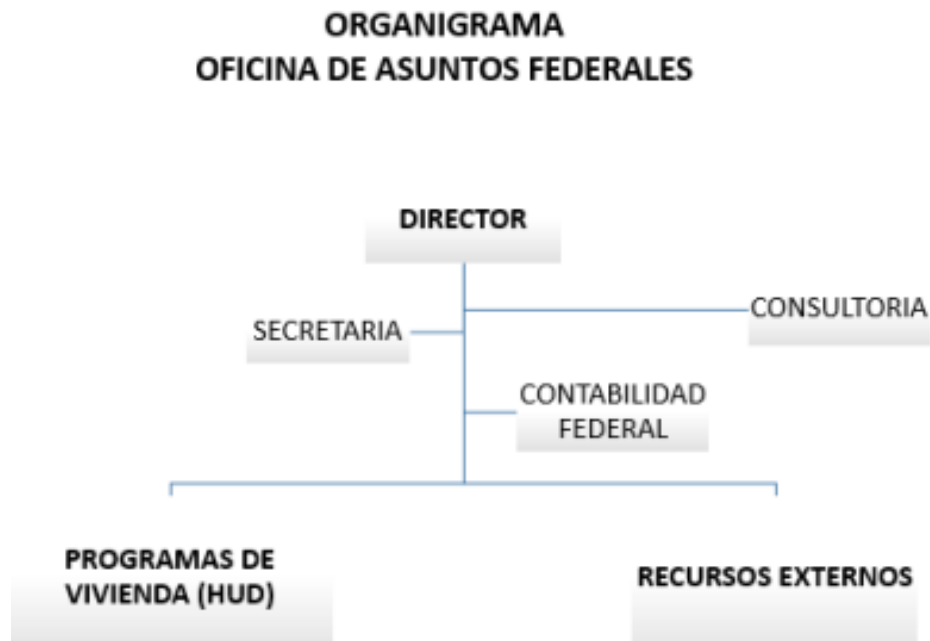 ORGANIGRAMA
OFICINA DE ASUNTOS FEDERALES
DIRECTOR
CONSULTORIA
SECRETARIA
CONTABILIDAD
FEDERAL
PROGRAMAS DE
VIVIENDA (HUD)
RECURSOS EXTERNOS